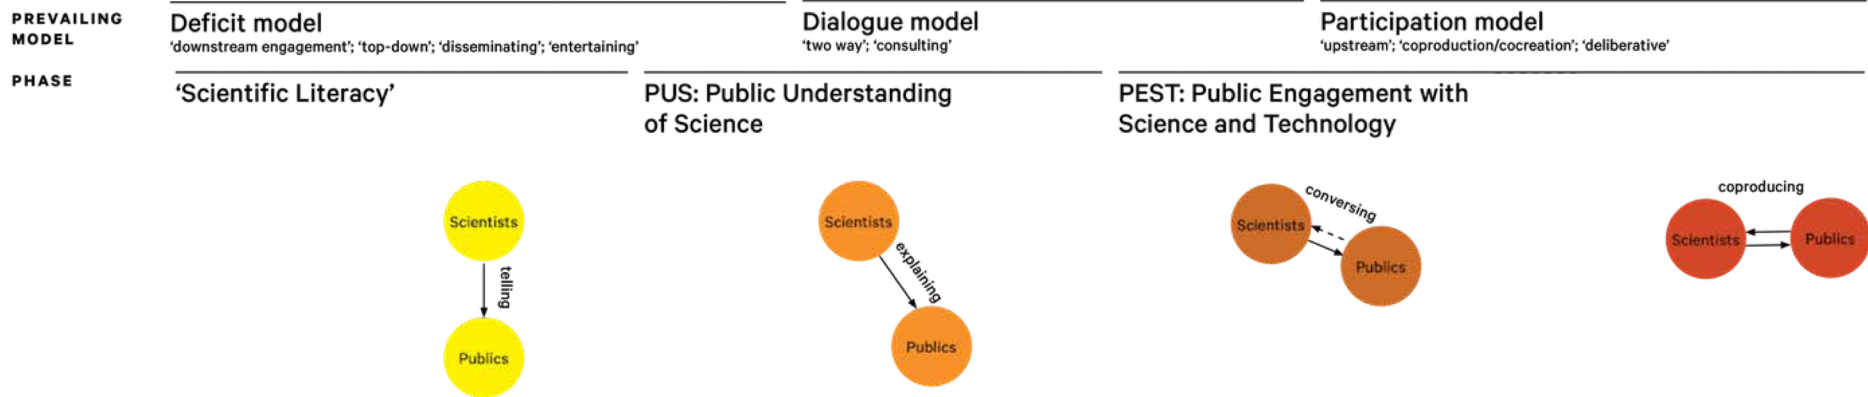 PREVAILING
MODEL
Deficit model
‘downstream engagement’; ‘top-down’; ‘disseminating’; ‘entertaining’
Dialogue model
‘two way’; ‘consulting’
Participation model
‘upstream’; ‘coproduction/cocreation’; ‘deliberative’
PHASE
‘Scientific Literacy’
PUS: Public Understanding
of Science
PEST: Public Engagement with
Science and Technology
Scientists
telling
Publics
Scientists
explaining
Publics
Scientists
conversing
Publics
coproducing
Scientists
Publics